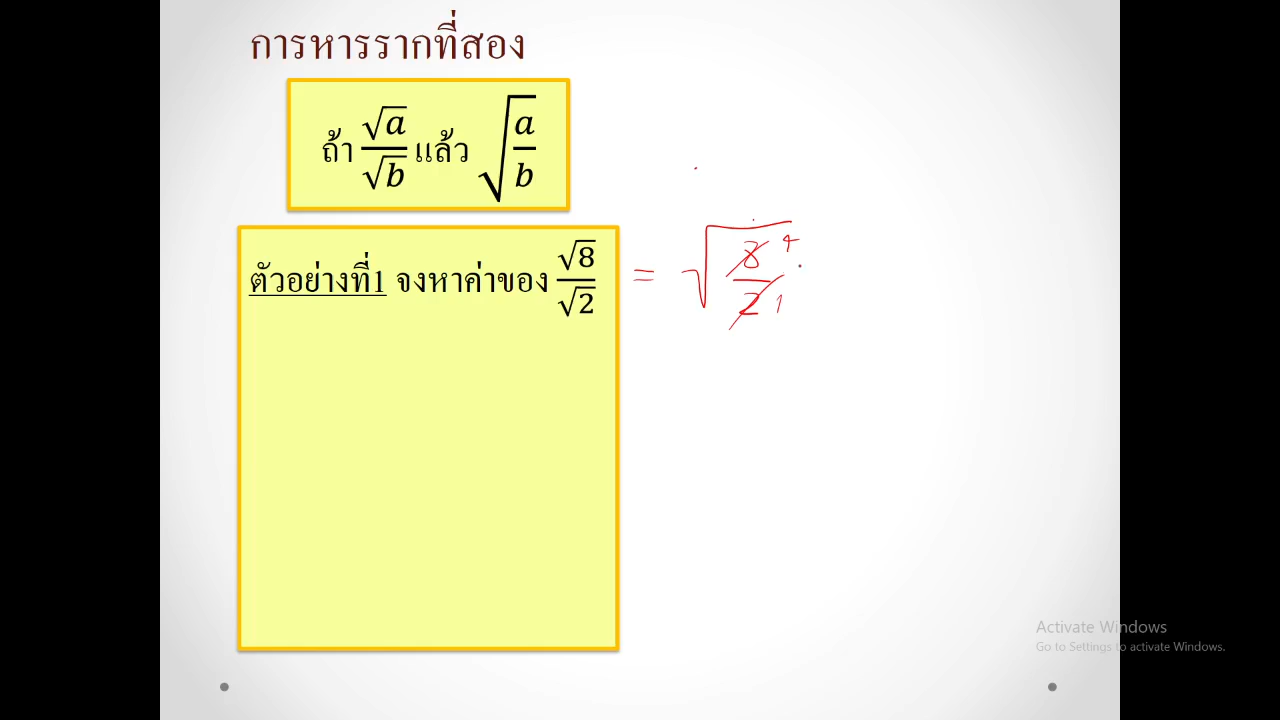 การหารรากที่สอง
ถ้า √a/√b แล้ว √(a/b)
ตัวอย่างที่1 จงหาค่าของ √8/√2 = √(8/2) 4 1
Activate Windows
Go to Settings to activate Windows.